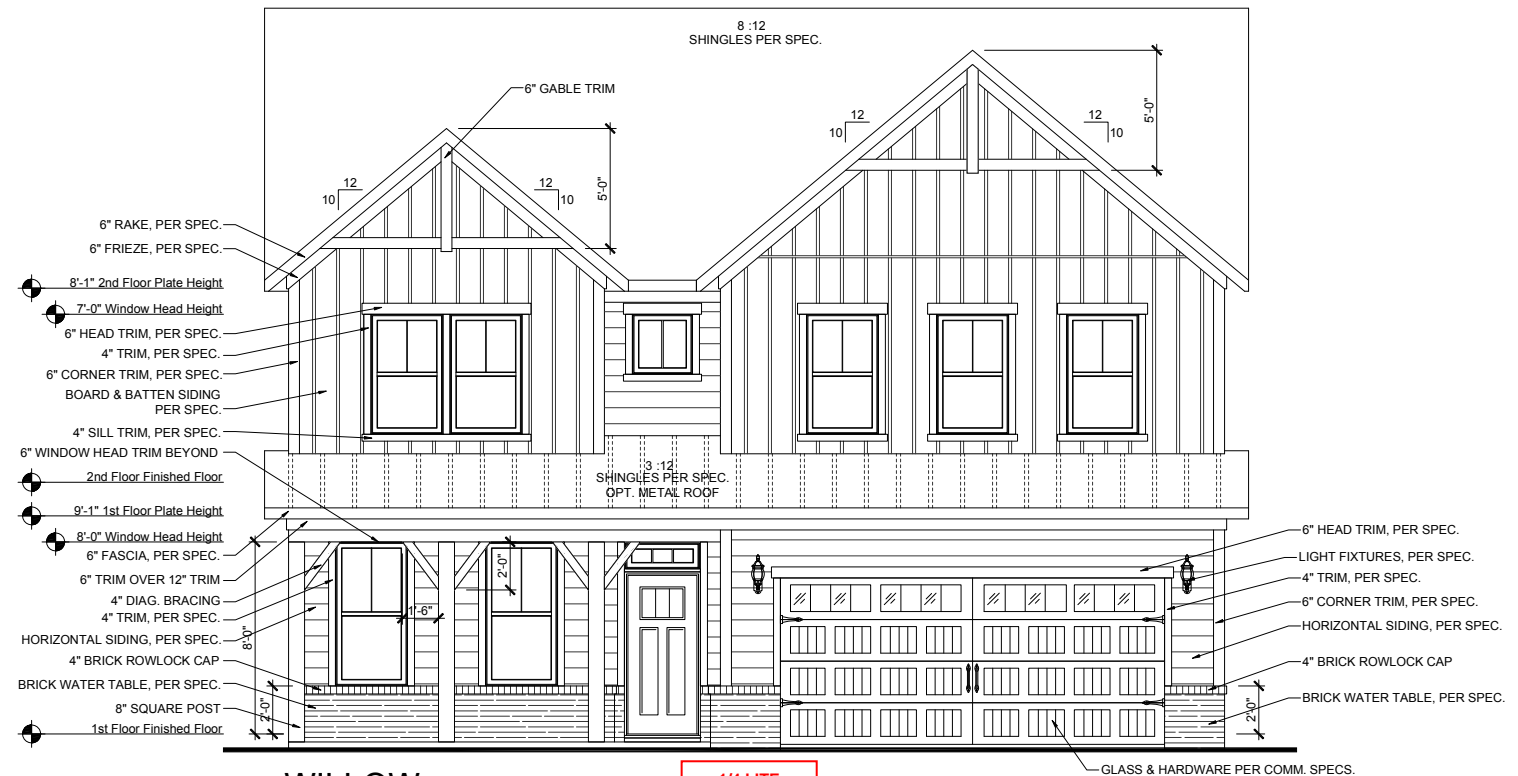 8 :12
SHINGLES PER SPEC.
6" GABLE TRIM
12
10
12
10
5'-0"
12
10
12
10
5'-0"
6" RAKE, PER SPEC.
6" FRIEZE, PER SPEC.
8'-1" 2nd Floor Plate Height
7'-0" Window Head Height
6" HEAD TRIM, PER SPEC.
4" TRIM, PER SPEC.
6" CORNER TRIM, PER SPEC.
BOARD & BATTEN SIDING
PER SPEC.
4" SILL TRIM, PER SPEC.
6" WINDOW HEAD TRIM BEYOND
2nd Floor Finished Floor
9'-1" 1st Floor Plate Height
8'-0" Window Head Height
6" FASCIA, PER SPEC.
6" TRIM OVER 12" TRIM
4" DIAG. BRACING
4" TRIM, PER SPEC.
HORIZONTAL SIDING, PER SPEC.
4" BRICK ROWLOCK CAP
BRICK WATER TABLE, PER SPEC.
8" SQUARE POST
1st Floor Finished Floor
8'-0"
2'-0"
3 :12
SHINGLES PER SPEC.
OPT. METAL ROOF
2'-0"
1'-6"
6" HEAD TRIM, PER SPEC.
LIGHT FIXTURES, PER SPEC.
4" TRIM, PER SPEC.
6" CORNER TRIM, PER SPEC.
HORIZONTAL SIDING, PER SPEC.
4" BRICK ROWLOCK CAP
BRICK WATER TABLE, PER SPEC.
2'-0"
GLASS & HARDWARE PER COMM. SPECS.
WILLOW